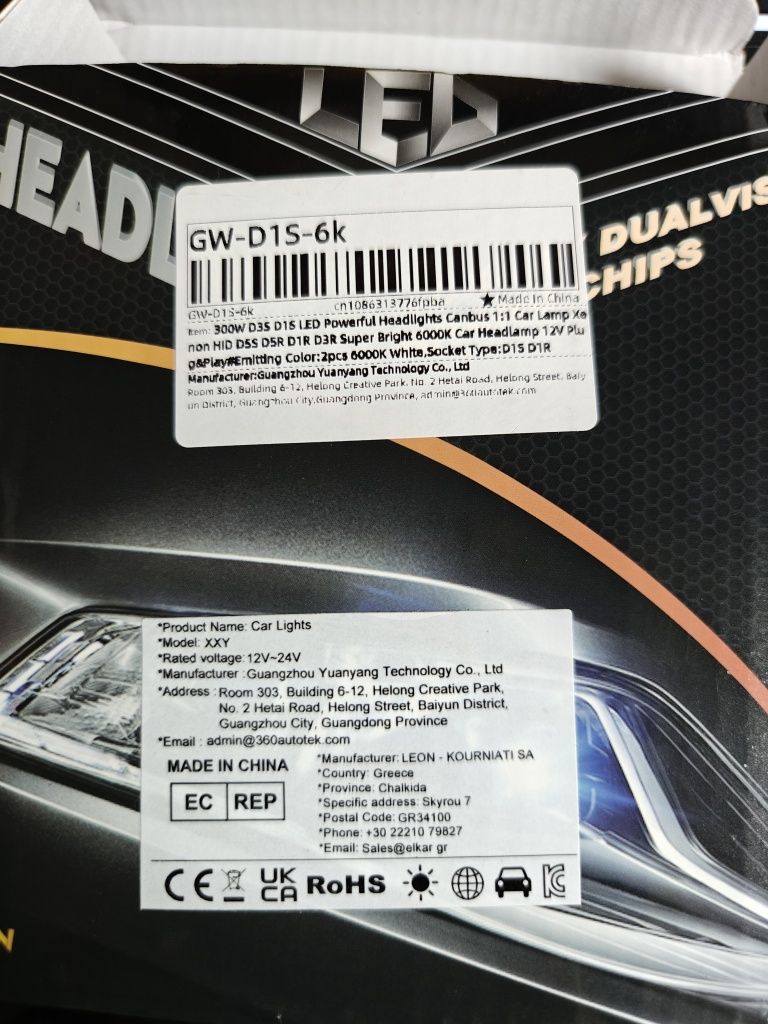 LED
HEADL
DUALVIS
CHIPS
GW-D1S-6k
GW-D1S-6k cn1086313776fpba ★ Made In China
Item: 300W D3S D1S LED Powerful Headlights Canbus 1:1 Car Lamp Xe
non HID D5S D5R D1R D3R Super Bright 6000K Car Headlamp 12V Plu
g&Play#Emitting Color:2pcs 6000K White,Socket Type:D1S D1R
Manufacturer:Guangzhou Yuanyang Technology Co., Ltd
Room 303, Building 6-12, Helong Creative Park, No. 2 Hetai Road, Helong Street, Baiy
un District, Guangzhou City,Guangdong Province, admin@360autotek.com
*Product Name: Car Lights
*Model: XXY
*Rated voltage: 12V~24V
*Manufacturer :Guangzhou Yuanyang Technology Co., Ltd
*Address : Room 303, Building 6-12, Helong Creative Park,
No. 2 Hetai Road, Helong Street, Baiyun District,
Guangzhou City, Guangdong Province
*Email : admin@360autotek.com
MADE IN CHINA
EC REP
*Manufacturer: LEON - KOURNIATI SA
*Country: Greece
*Province: Chalkida
*Specific address: Skyrou 7
*Postal Code: GR34100
*Phone: +30 22210 79827
*Email: Sales@elkar gr
CE UK CA RoHS
N